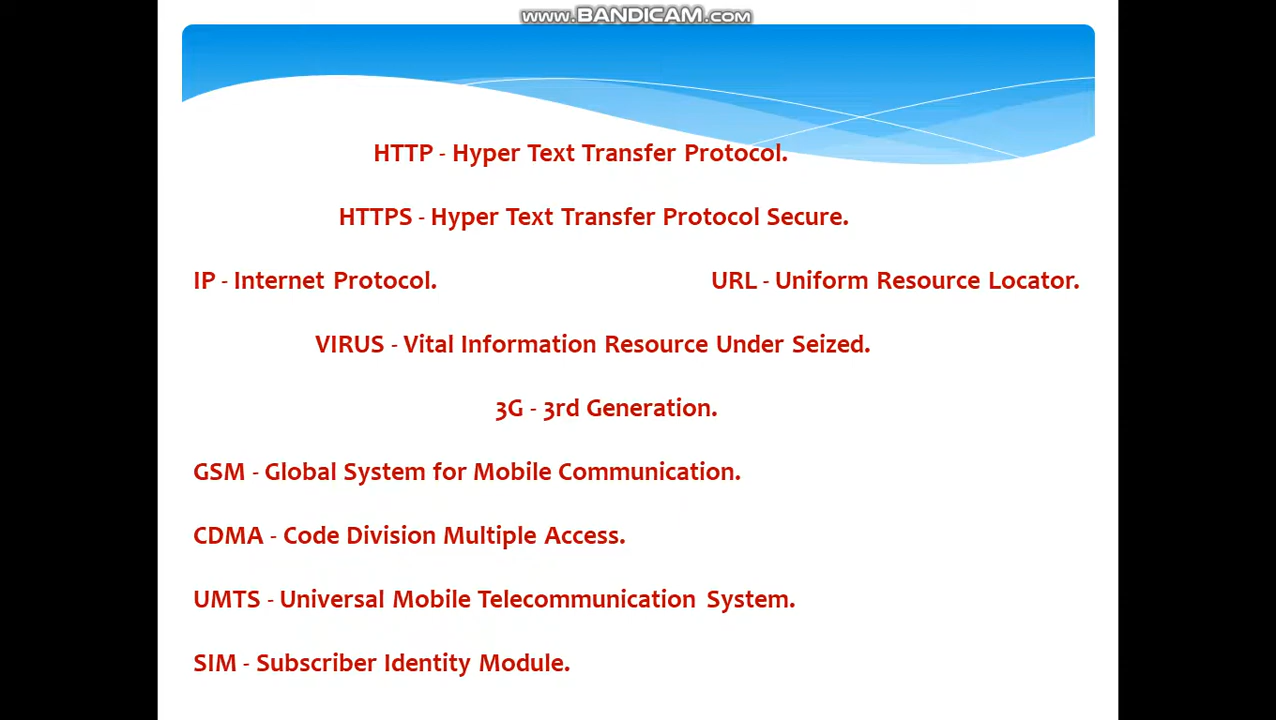 www.BANDICAM.com
HTTP - Hyper Text Transfer Protocol.
HTTPS - Hyper Text Transfer Protocol Secure.
IP - Internet Protocol. URL - Uniform Resource Locator.
VIRUS - Vital Information Resource Under Seized.
3G - 3rd Generation.
GSM - Global System for Mobile Communication.
CDMA - Code Division Multiple Access.
UMTS - Universal Mobile Telecommunication System.
SIM - Subscriber Identity Module.